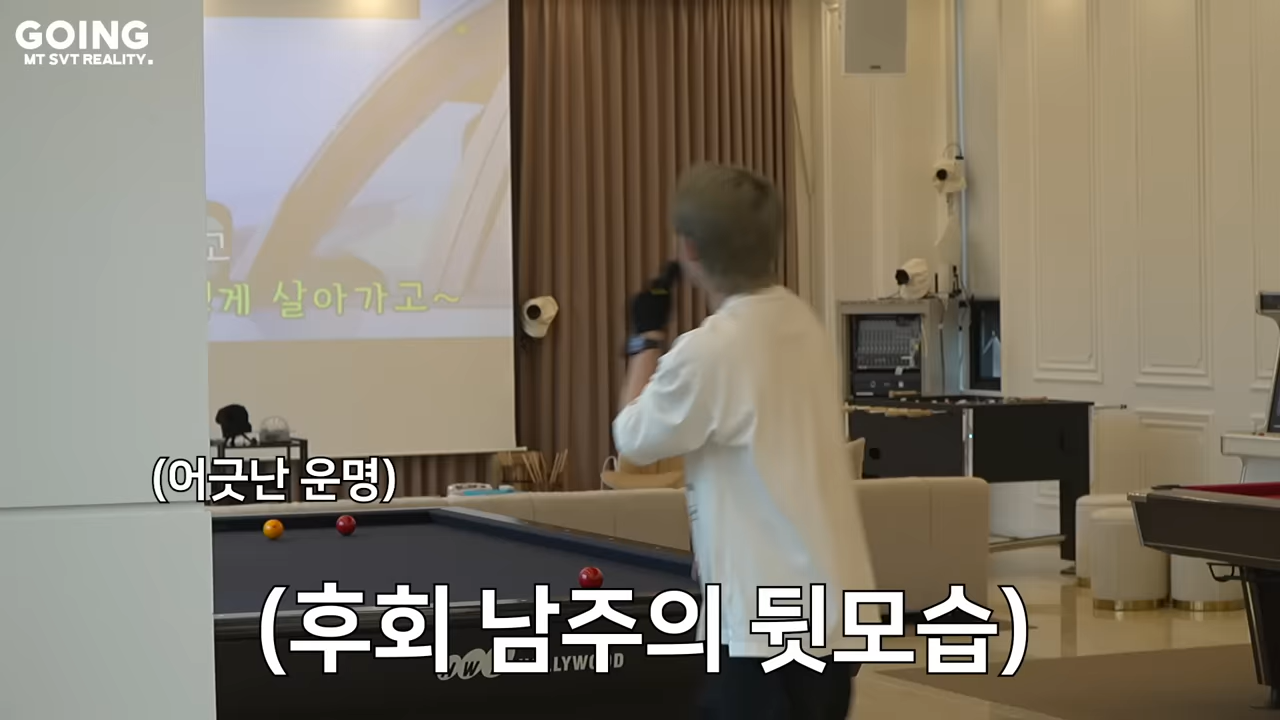 GOING
MT SVT REALITY.
고
게 살아가고~
(어긋난 운명)
(후회 남주의 뒷모습)